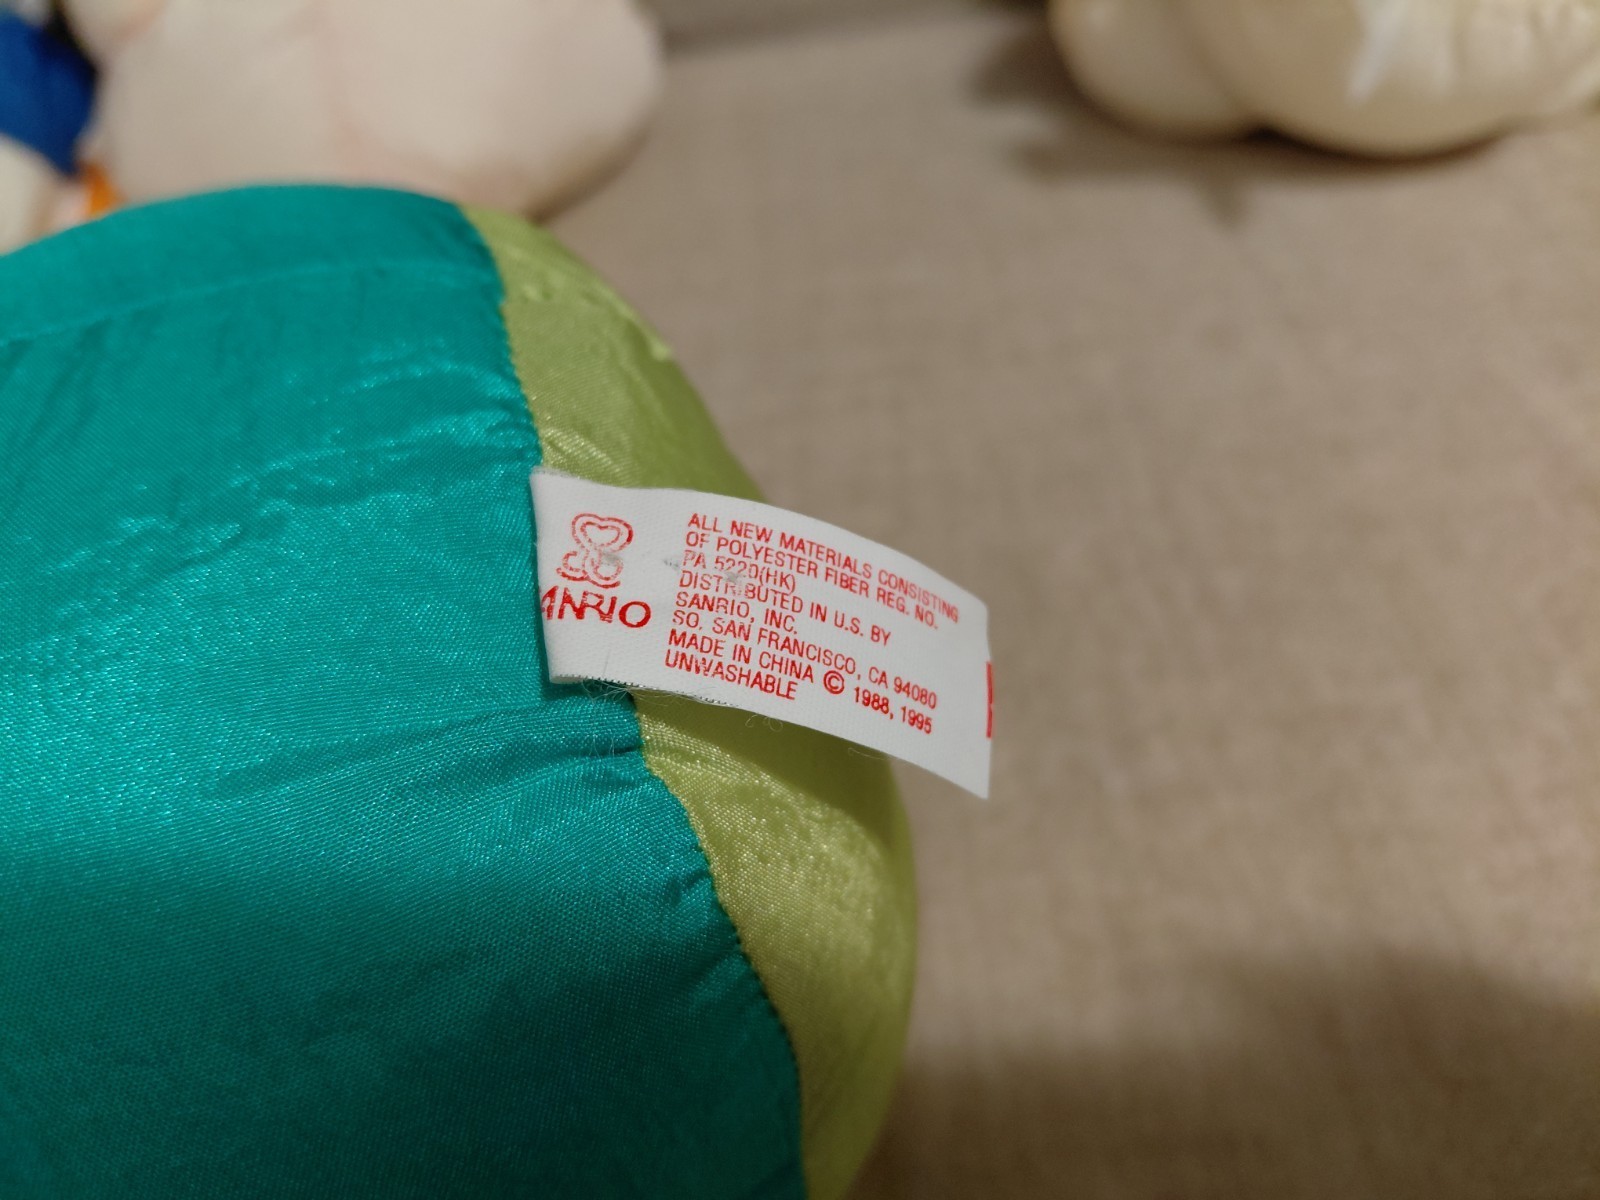 ANRIO
ALL NEW MATERIALS CONSISTING
OF POLYESTER FIBER REG. NO.
PA 5220(HK)
DISTRIBUTED IN U.S. BY
SANRIO, INC.
SO. SAN FRANCISCO, CA 94080
MADE IN CHINA © 1988, 1995
UNWASHABLE